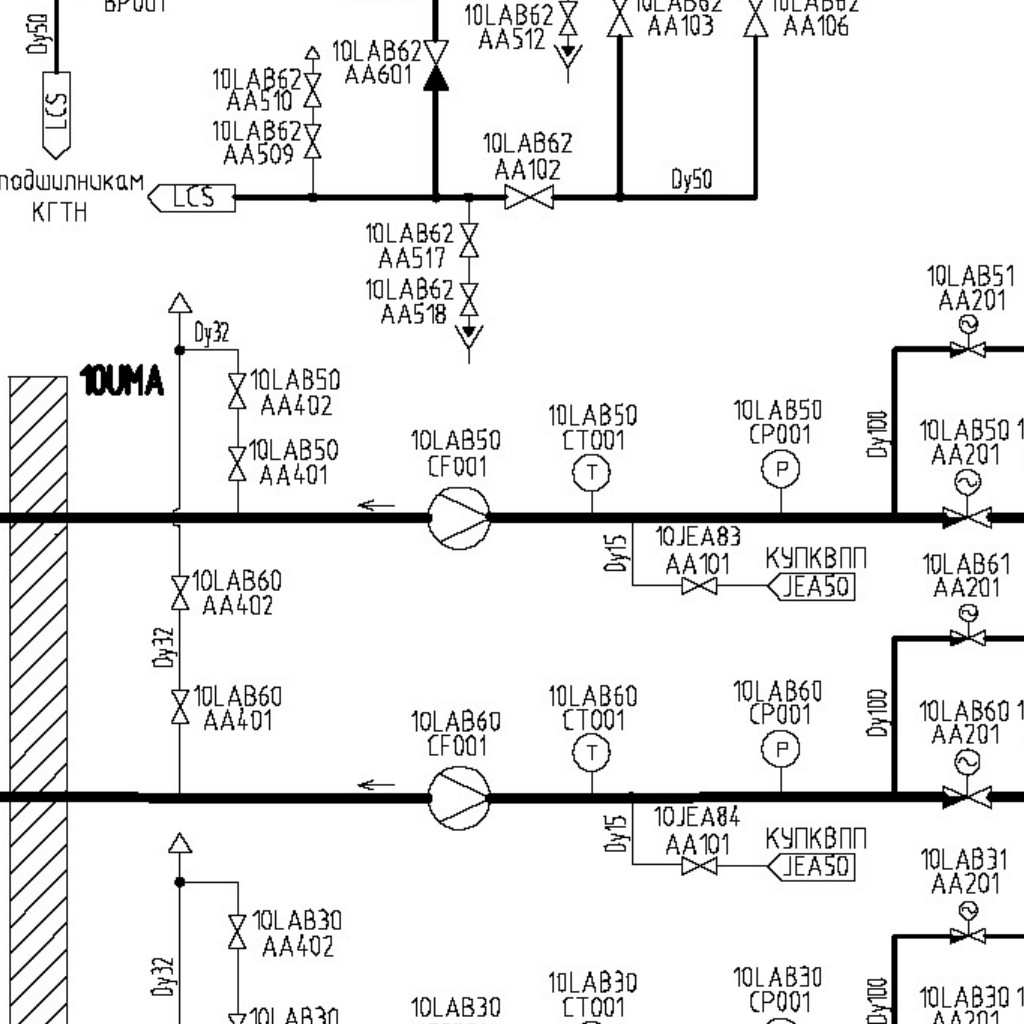 Dy50
LCS
подшипникам
КГТН
LCS
10LAB62
AA510
10LAB62
AA509
10LAB62
AA601
10LAB62
AA512
10LAB62
AA103
10LAB62
AA106
10LAB62
AA102
Dy50
10LAB62
AA517
10LAB62
AA518
10LAB51
AA201
Dy32
10UMA
10LAB50
AA402
10LAB50
AA401
10LAB50
CF001
10LAB50
CT001
T
10LAB50
CP001
P
Dy100
10LAB50
AA201
Dy15
10JEA83
AA101
КУПКВПП
JEA50
10LAB61
AA201
10LAB60
AA402
Dy32
10LAB60
AA401
10LAB60
CF001
10LAB60
CT001
T
10LAB60
CP001
P
Dy100
10LAB60
AA201
Dy15
10JEA84
AA101
КУПКВПП
JEA50
10LAB31
AA201
10LAB30
AA402
Dy32
10LAB30
10LAB30
10LAB30
CT001
10LAB30
CP001
Dy100
10LAB30
AA201